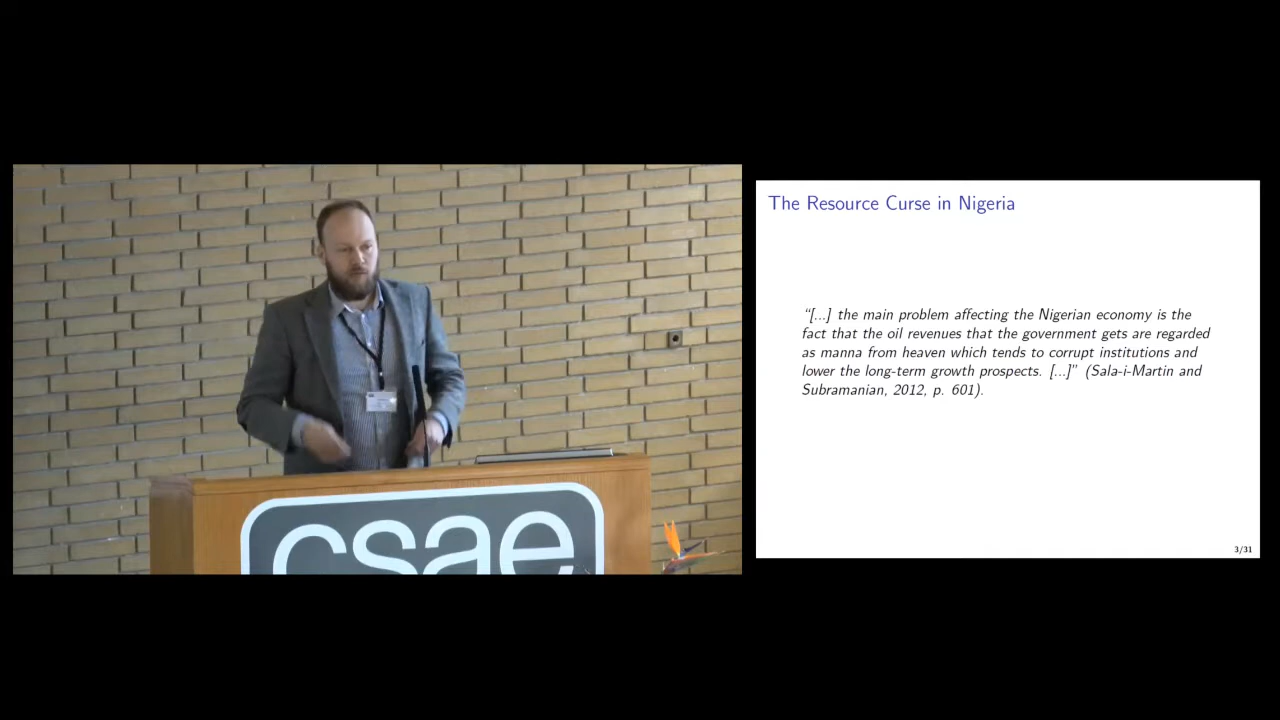 csae
The Resource Curse in Nigeria
“[...] the main problem affecting the Nigerian economy is the
fact that the oil revenues that the government gets are regarded
as manna from heaven which tends to corrupt institutions and
lower the long-term growth prospects. [...]” (Sala-i-Martin and
Subramanian, 2012, p. 601).
3/31